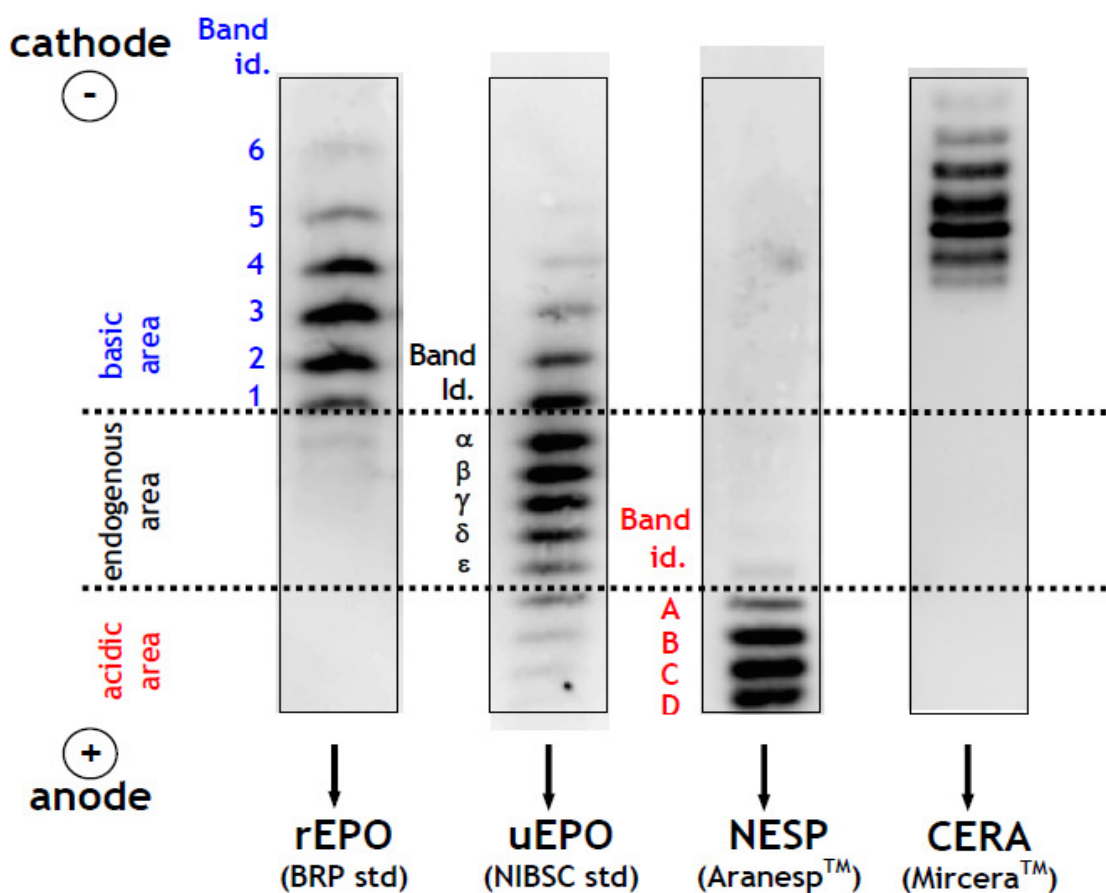 cathode
-
Band
id.
6
5
4
3
2
1
basic
area
Band
Id.
endogenous
area
α
β
γ
δ
ε
Band
id.
acidic
area
A
B
C
D
+
anode
rEPO
(BRP std)
uEPO
(NIBSC std)
NESP
(Aranesp™)
CERA
(Mircera™)